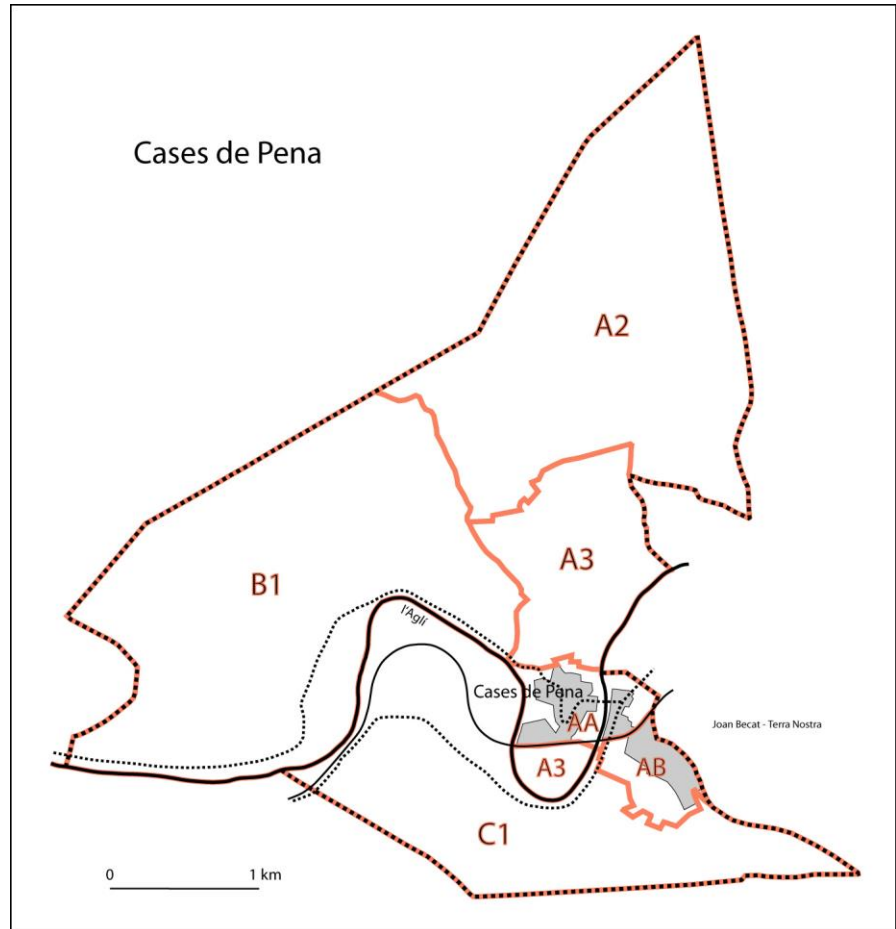 Cases de Pena
A2
A3
B1
l'Aglí
Cases de Pena
AA
Joan Becat - Terra Nostra
A3
AB
C1
0 1 km